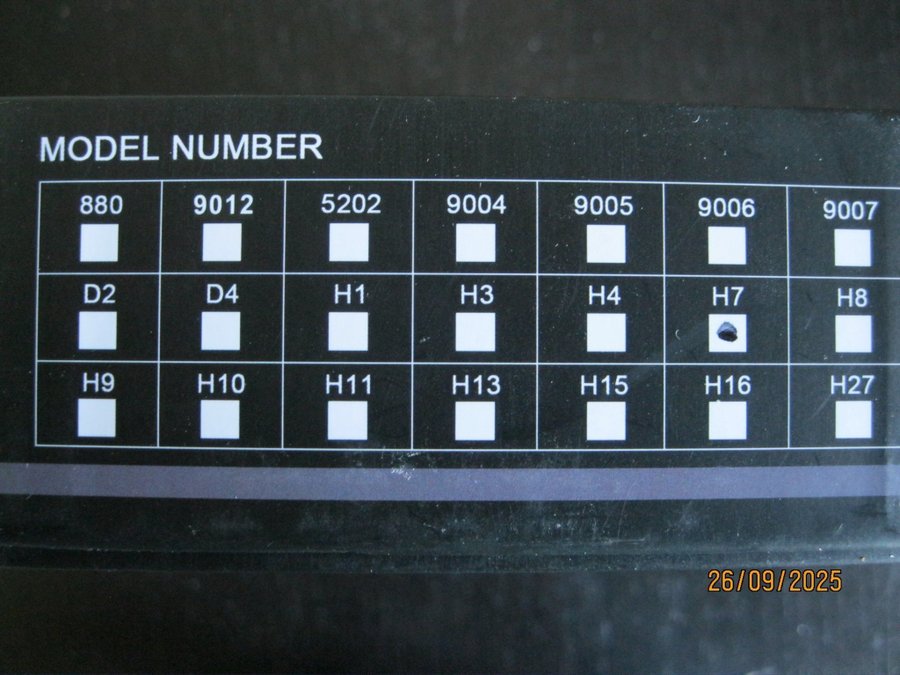 MODEL NUMBER
880 9012 5202 9004 9005 9006 9007
D2 D4 H1 H3 H4 H7 H8
H9 H10 H11 H13 H15 H16 H27
26/09/2025